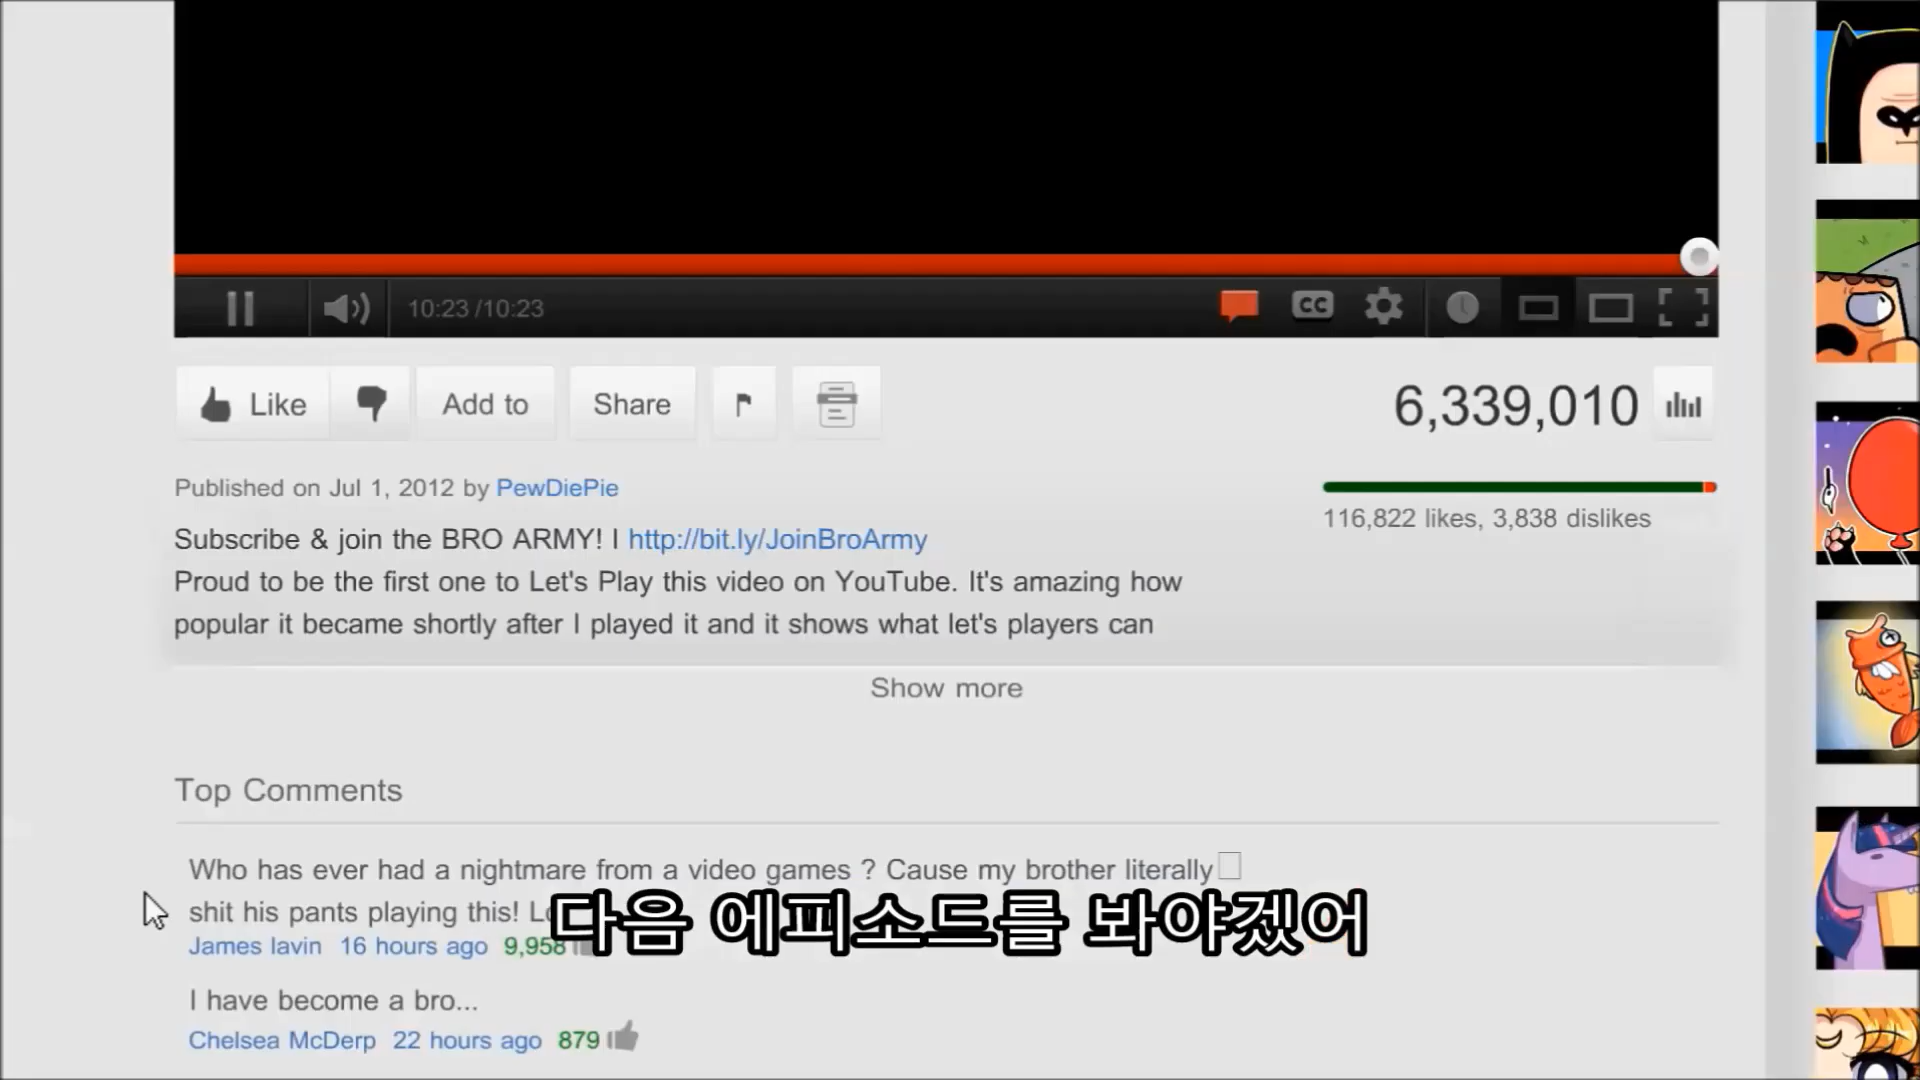 10:23 /10:23
CC
Like
Add to
Share
6,339,010
Published on Jul 1, 2012 by PewDiePie
116,822 likes, 3,838 dislikes
Subscribe & join the BRO ARMY! | http://bit.ly/JoinBroArmy
Proud to be the first one to Let's Play this video on YouTube. It's amazing how
popular it became shortly after I played it and it shows what let's players can
Show more
Top Comments
Who has ever had a nightmare from a video games ? Cause my brother literally
shit his pants playing this!
다음 에피소드를 봐야겠어
James lavin 16 hours ago 9,958
I have become a bro...
Chelsea McDerp 22 hours ago 879